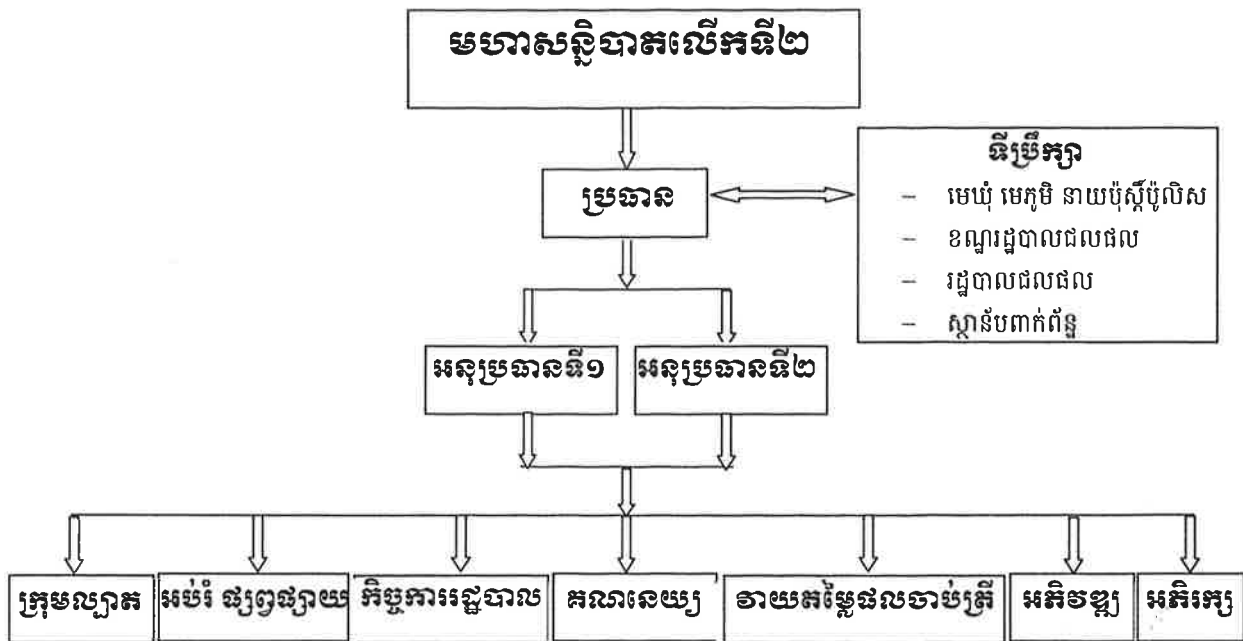 មហាសន្និបាតលើកទី២
ប្រធាន
ទីប្រឹក្សា
– មេឃុំ មេភូមិ នាយប៉ុស្តិ៍ប៉ូលិស
– ខណ្ឌរដ្ឋបាលជលផល
– រដ្ឋបាលជលផល
– ស្ថាន័បពាក់ព័ន្ធ
អនុប្រធានទី១
អនុប្រធានទី២
ក្រុមល្បាត
អប់រំ ផ្សព្វផ្សាយ
កិច្ចការរដ្ឋបាល
គណនេយ្យ
វាយតម្លៃផលចាប់ត្រី
អភិវឌ្ឍ
អភិរក្ស